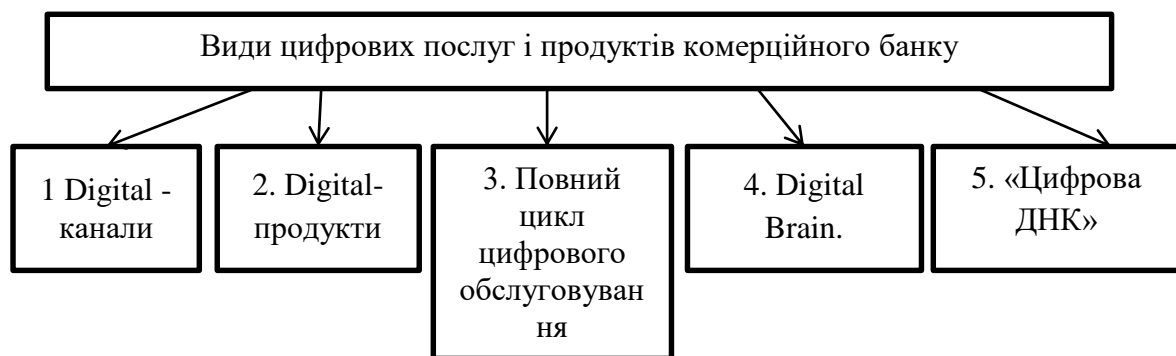 Види цифрових послуг і продуктів комерційного банку
1 Digital -
канали
2. Digital-
продукти
3. Повний
цикл
цифрового
обслуговуван
ня
4. Digital
Brain.
5. «Цифрова
ДНК»